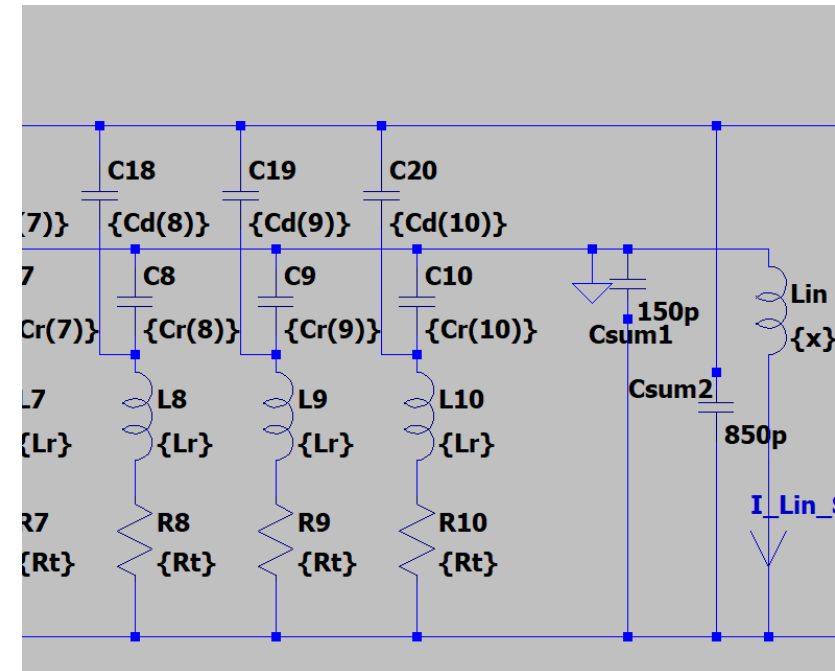 C18
C19
C20
(7)}
{Cd(8)}
{Cd(9)}
{Cd(10)}
7
C8
C9
C10
Cr(7)}
{Cr(8)}
{Cr(9)}
{Cr(10)}
150p
Csum1
Lin
{x}
L7
L8
L9
L10
{Lr}
{Lr}
{Lr}
{Lr}
Csum2
850p
R7
R8
R9
R10
I_Lin_S
{Rt}
{Rt}
{Rt}
{Rt}